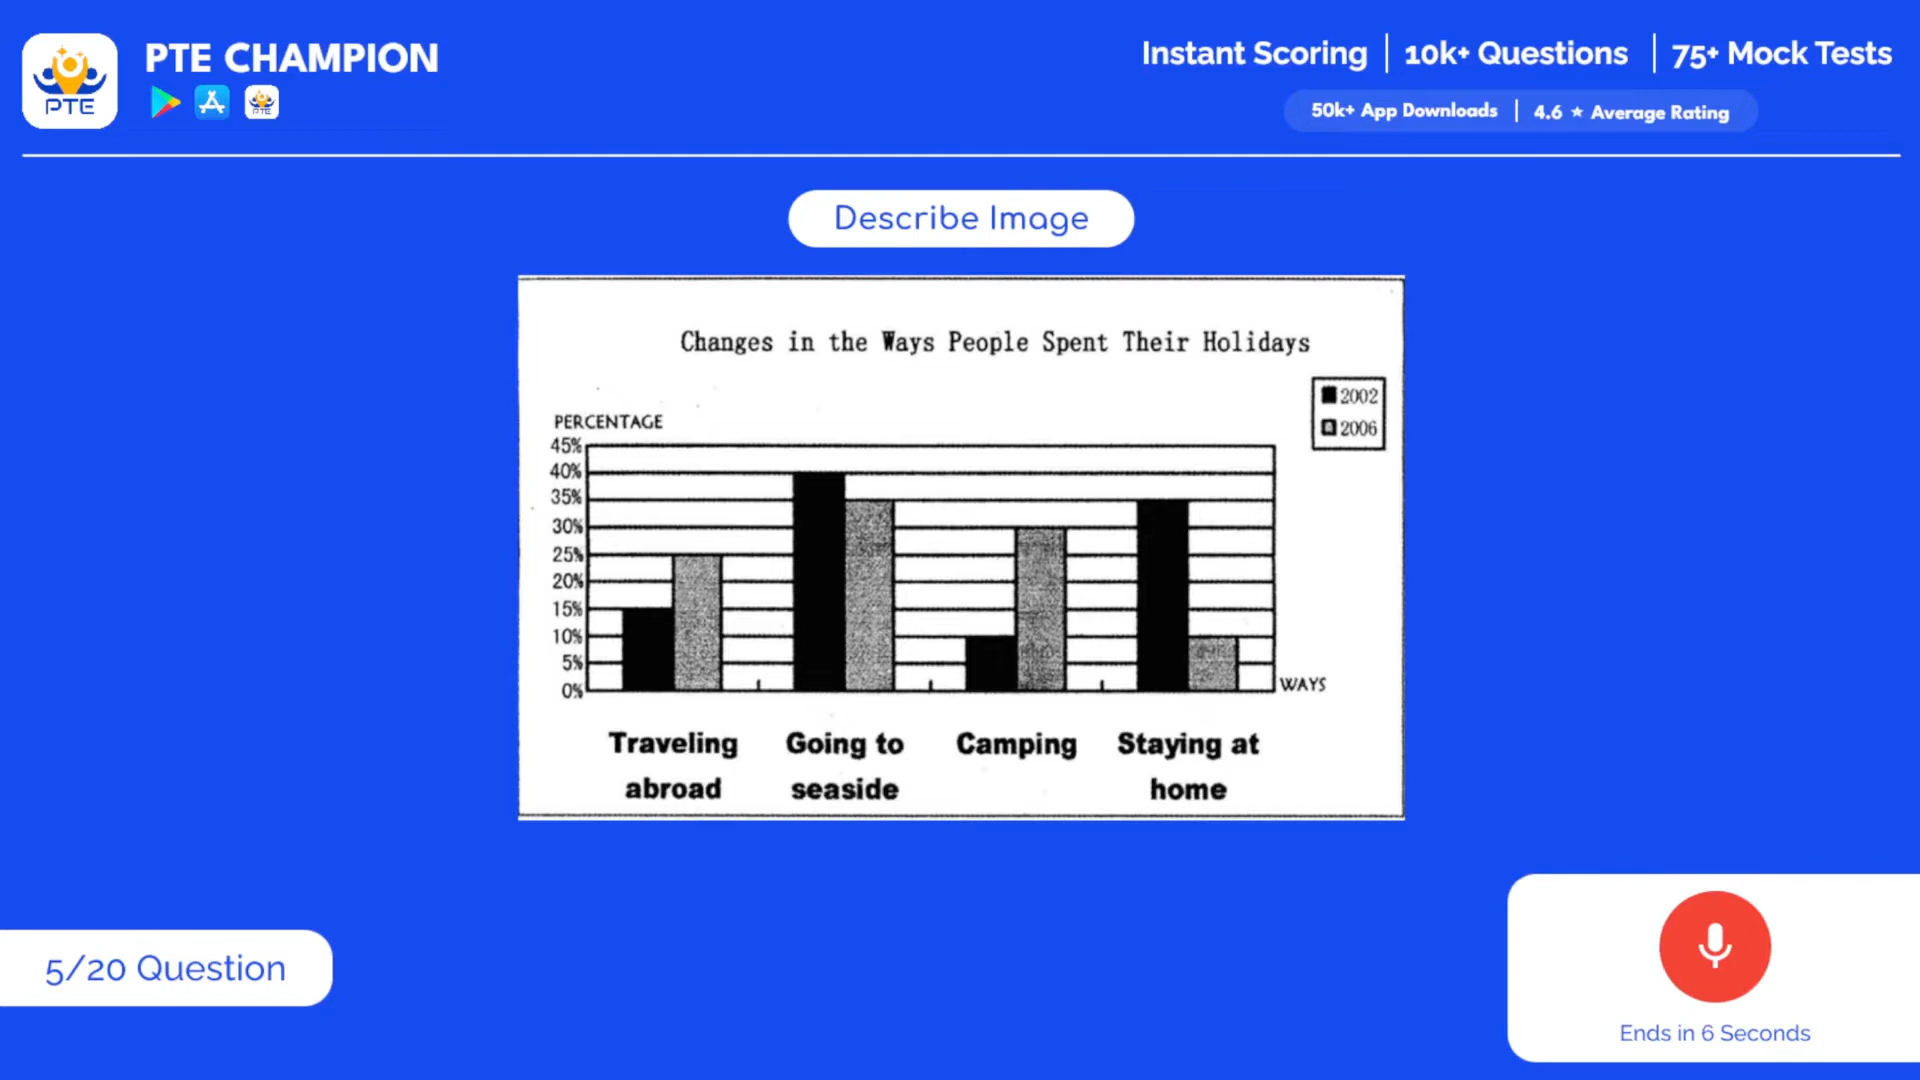 PTE CHAMPION
PTE
PTE
Instant Scoring | 10k+ Questions | 75+ Mock Tests
50k+ App Downloads | 4.6 ★ Average Rating
Describe Image
Changes in the Ways People Spent Their Holidays
2002
2006
PERCENTAGE
45%
40%
35%
30%
25%
20%
15%
10%
5%
0%
WAYS
Traveling abroad
Going to seaside
Camping
Staying at home
5/20 Question
Ends in 6 Seconds